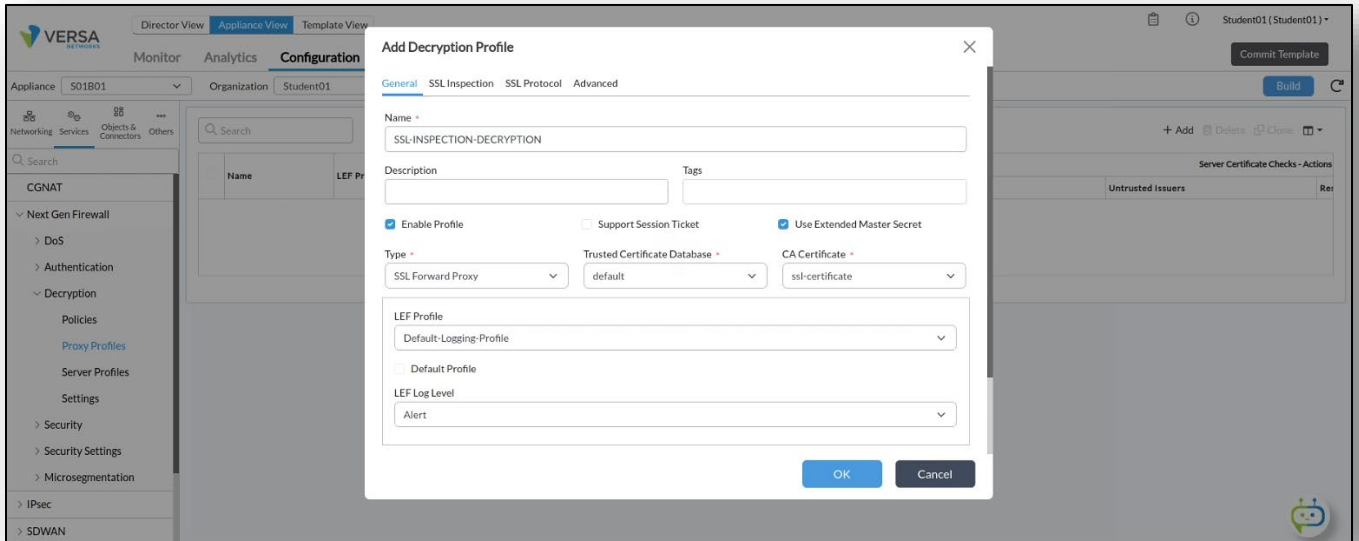 VERSA
NETWORKS
Director View Appliance View Template View
Student01 ( Student01 )
Monitor Analytics Configuration
Commit Template
Appliance S01B01 Organization Student01
Build
Networking Services Objects & Connectors Others
Search
Search
+ Add Delete Clone
Name LEF Pr
Server Certificate Checks - Actions
Untrusted Issuers Res
CGNAT
Next Gen Firewall
DoS
Authentication
Decryption
Policies
Proxy Profiles
Server Profiles
Settings
Security
Security Settings
Microsegmentation
IPsec
SDWAN
Add Decryption Profile
General SSL Inspection SSL Protocol Advanced
Name *
SSL-INSPECTION-DECRYPTION
Description Tags
Enable Profile Support Session Ticket Use Extended Master Secret
Type * Trusted Certificate Database * CA Certificate *
SSL Forward Proxy default ssl-certificate
LEF Profile
Default-Logging-Profile
Default Profile
LEF Log Level
Alert
OK Cancel